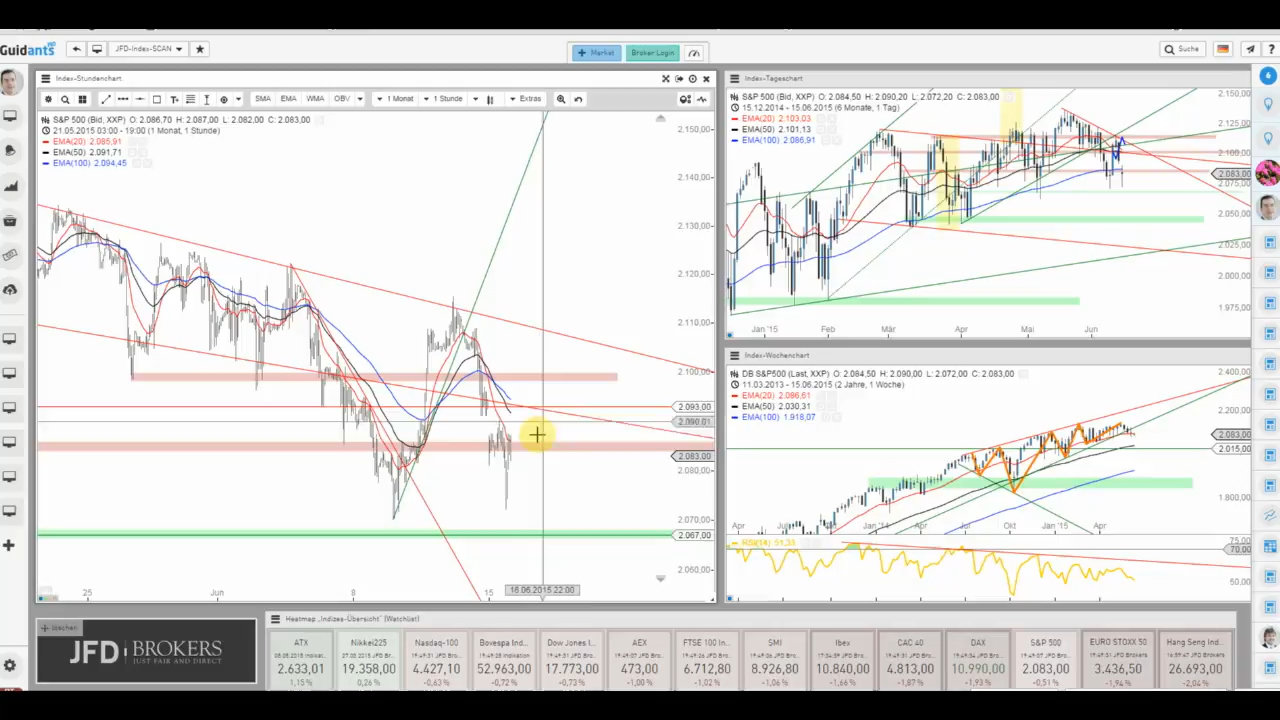 Guidants
JFD-Index-SCAN
Market
Broker Login
Suche
?
Index-Stundenchart
SMA EMA WMA OBV 1 Monat 1 Stunde Extras
S&P 500 (Bid, XXP) O: 2.086,70 H: 2.087,00 L: 2.082,00 C: 2.083,00
21.05.2015 03:00 - 19:00 (1 Monat, 1 Stunde)
EMA(20) 2.085,91
EMA(50) 2.091,71
EMA(100) 2.094,45
2.150,00
2.140,00
2.130,00
2.120,00
2.110,00
2.100,00
2.093,00
2.090,01
2.083,00
2.080,00
2.070,00
2.067,00
2.060,00
25 Jun 8 15
16.06.2015 22:00
Index-Tageschart
S&P 500 (Bid, XXP) O: 2.084,50 H: 2.090,20 L: 2.072,20 C: 2.083,00
15.12.2014 - 15.06.2015 (6 Monate, 1 Tag)
EMA(20) 2.103,03
EMA(50) 2.101,13
EMA(100) 2.086,91
2.150,00
2.125,00
2.100,00
2.083,00
2.075,00
2.050,00
2.025,00
2.000,00
1.975,00
Jan '15 Feb Mär Apr Mai Jun
Index-Wochenchart
DB S&P500 (Last, XXP) O: 2.084,50 H: 2.090,00 L: 2.072,00 C: 2.083,00
11.03.2013 - 15.06.2015 (2 Jahre, 1 Woche)
EMA(20) 2.086,61
EMA(50) 2.030,31
EMA(100) 1.918,07
2.400,00
2.200,00
2.083,00
2.015,00
1.800,00
Apr Okt Jan '14 Apr Jul Okt Jan '15 Apr
RSI(14) 51,33
75,00
70,00
50,00
6
löschen
JFD BROKERS
JUST FAIR AND DIRECT
Heatmap „Indizes-Übersicht" (Watchlist)
ATX Nikkei225 Nasdaq-100 Bovespa Ind... Dow Jones I... AEX FTSE 100 In... SMI Ibex CAC 40 DAX S&P 500 EURO STOXX 50 Hang Seng Ind...
2.633,01 19.358,00 4.427,10 52.963,00 17.773,00 473,00 6.712,80 8.926,80 10.840,00 4.813,00 10.990,00 2.083,00 3.436,50 26.693,00
1,15 % 0,26 % -0,63 % -0,72 % -0,73 % -1,00 % -1,02 % -1,06 % -1,66 % -1,87 % -1,93 % -0,51 % -1,94 % -2,04 %